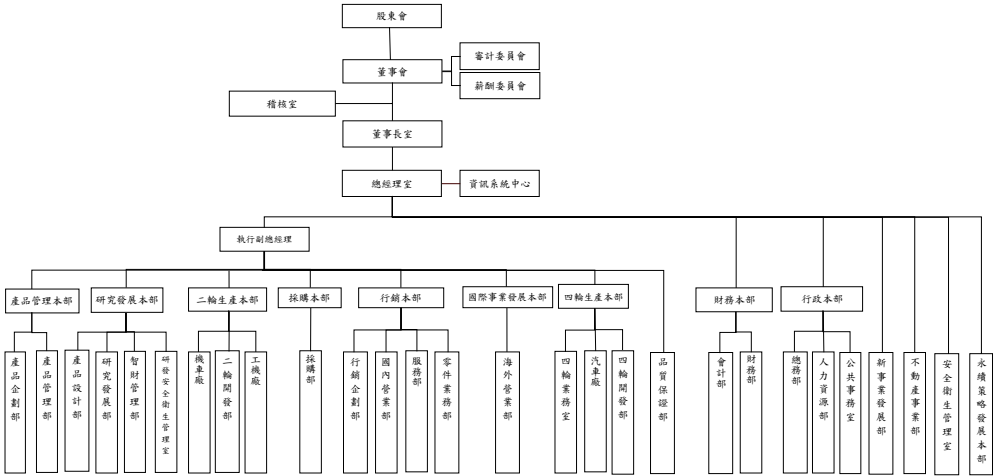 股東會
董事會
審計委員會
薪酬委員會
稽核室
董事長室
總經理室
資訊系統中心
執行副總經理
產品管理本部
研究發展本部
二輪生產本部
採購本部
行銷本部
國際事業發展本部
四輪生產本部
財務本部
行政本部
產品企劃部
產品管理部
產品設計部
研究發展部
智財管理部
研發安全衛生管理室
機車廠
二輪開發部
工機廠
採購部
行銷企劃部
國內營業部
服務部
零件業務部
海外營業部
四輪業務室
汽車廠
四輪開發部
品質保證部
會計部
財務部
總務部
人力資源部
公共事務室
新事業發展部
不動產事業部
安全衛生管理室
永續策略發展本部